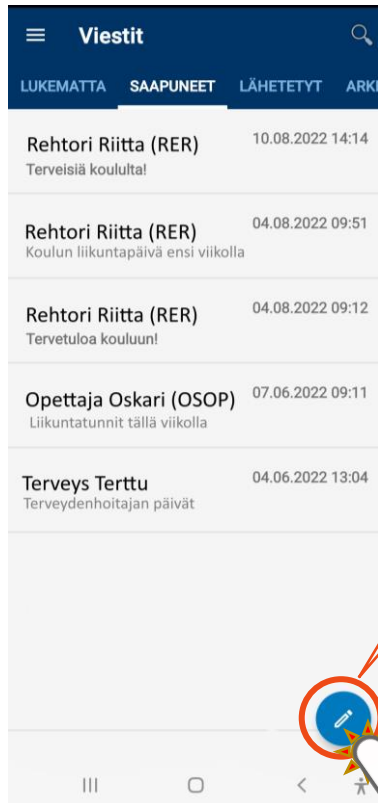 Viestit
LUKEMATTA SAAPUNEET LÄHETETYT ARKI
Rehtori Riitta (RER) 10.08.2022 14:14
Terveisiä koululta!
Rehtori Riitta (RER) 04.08.2022 09:51
Koulun liikuntapäivä ensi viikolla
Rehtori Riitta (RER) 04.08.2022 09:12
Tervetuloa kouluun!
Opettaja Oskari (OSOP) 07.06.2022 09:11
Liikuntatunnit tällä viikolla
Terveys Terttu 04.06.2022 13:04
Terveydenhoitajan päivät